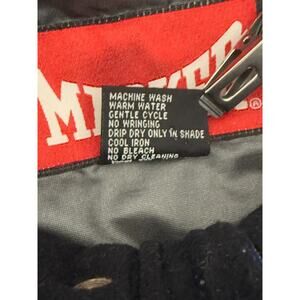 MECKER®
MACHINE WASH
WARM WATER
GENTLE CYCLE
NO WRINGING
DRIP DRY ONLY IN SHADE
COOL IRON
NO BLEACH
NO DRY CLEANING